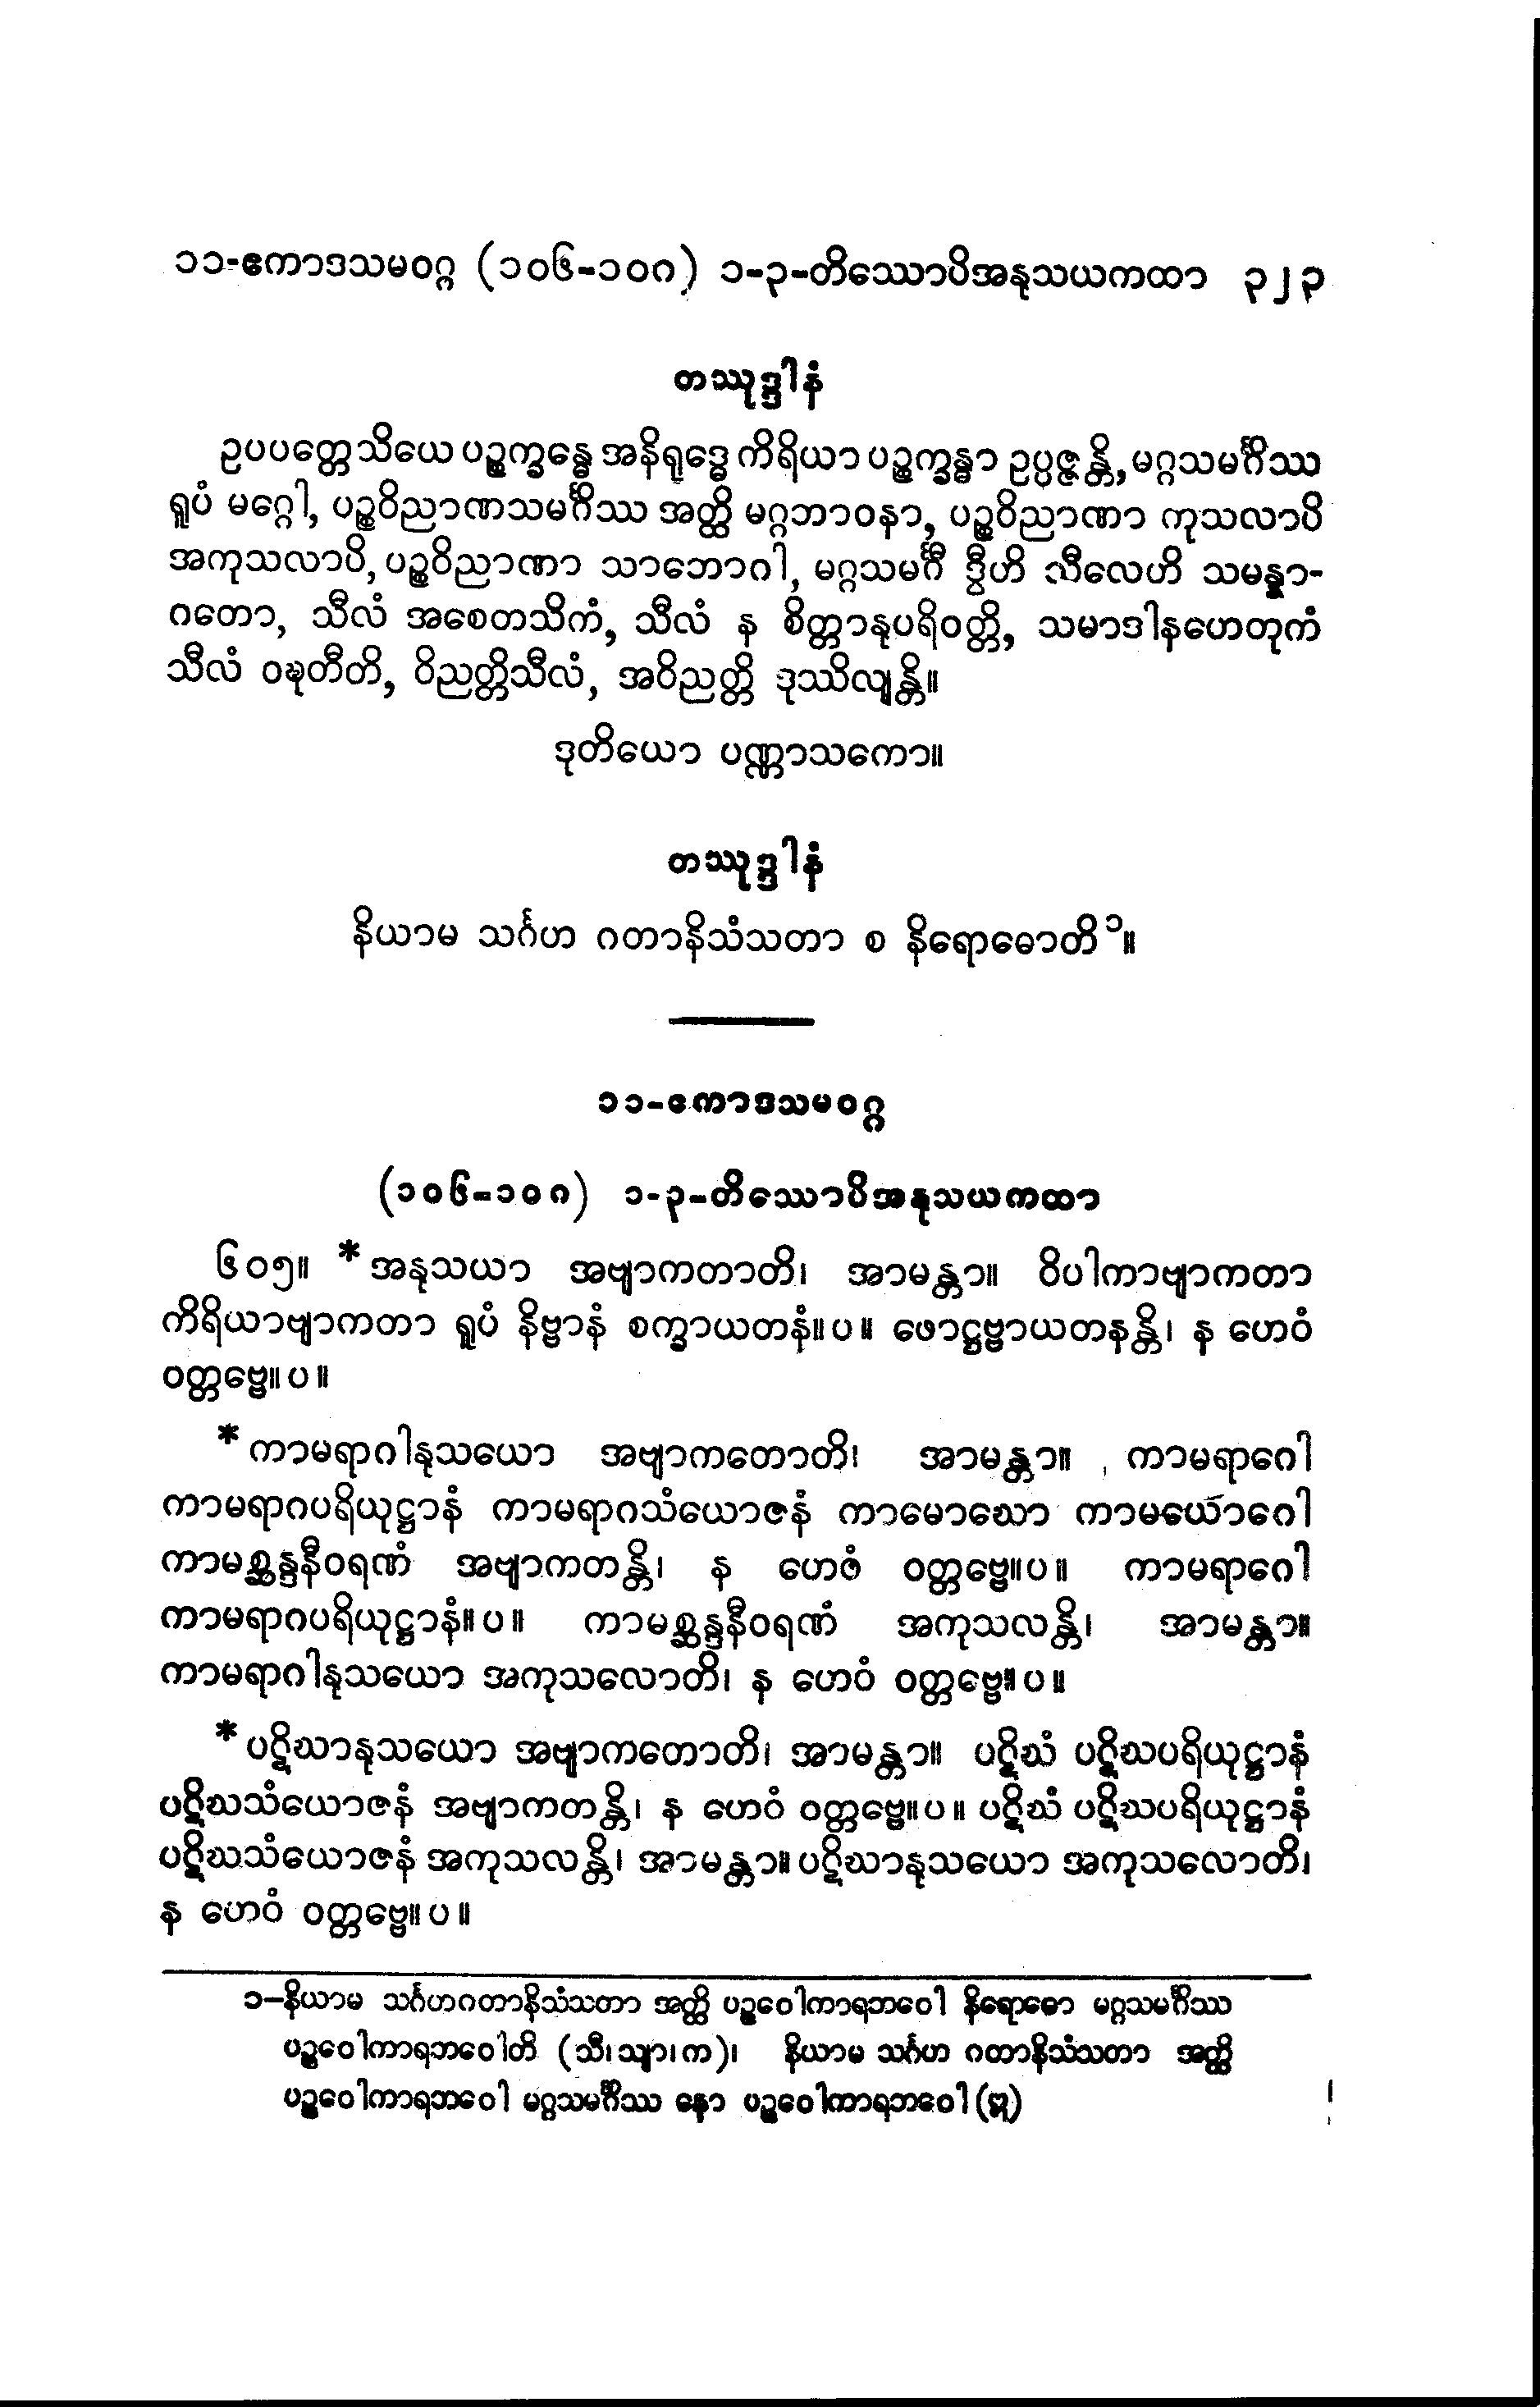 ၁၁-ဧကာဒသမဝဂ္ဂ (၁၀၆-၁၀၈) ၁-၃-တိဿောပိအနုသယကထာ ၃၂၃
တဿုဒ္ဒါနံ
ဥပပတ္တေသိယေ ပဉ္စက္ခန္ဓေ အနိရုဒ္ဓေ ကိရိယာ ပဉ္စက္ခန္ဓာ ဥပ္ပဇ္ဇန္တိ, မဂ္ဂသမင်္ဂိဿ
ရူပံ မဂ္ဂေါ, ပဉ္စဝိညာဏသမင်္ဂိဿ အတ္ထိ မဂ္ဂဘာဝနာ, ပဉ္စဝိညာဏာ ကုသလာပိ
အကုသလာပိ, ပဉ္စဝိညာဏာ သာဘောဂါ, မဂ္ဂသမင်္ဂီ ဒွီဟိ သီလေဟိ သမန္နာ-
ဂတော, သီလံ အစေတသိကံ, သီလံ န စိတ္တာနုပရိဝတ္တိ, သမာဒါနဟေတုကံ
သီလံ ဝဍ္ဎတီတိ, ဝိညတ္တိသီလံ, အဝိညတ္တိ ဒုဿိလျန္တိ။
ဒုတိယော ပဏ္ဏာသကော။
တဿုဒ္ဒါနံ
နိယာမ သင်္ဂဟ ဂတာနိသံသတာ စ နိရောဓောတိ ၁။
၁၁-ဧကာဒသမဝဂ္ဂ
(၁၀၆-၁၀၈) ၁-၃-တိဿောပိအနုသယကထာ
၆၀၅။ *အနုသယာ အဗျာကတာတိ၊ အာမန္တာ။ ဝိပါကာဗျာကတာ
ကိရိယာဗျာကတာ ရူပံ နိဗ္ဗာနံ စက္ခာယတနံ။ပ။ ဖောဋ္ဌဗ္ဗာယတနန္တိ၊ န ဟေဝံ
ဝတ္တဗ္ဗေ။ပ။
*ကာမရာဂါနုသယော အဗျာကတောတိ၊ အာမန္တာ။ ကာမရာဂေါ
ကာမရာဂပရိယုဋ္ဌာနံ ကာမရာဂသံယောဇနံ ကာမောဃော ကာမယောဂေါ
ကာမစ္ဆန္ဒနီဝရဏံ အဗျာကတန္တိ၊ န ဟေဝံ ဝတ္တဗ္ဗေ။ပ။ ကာမရာဂေါ
ကာမရာဂပရိယုဋ္ဌာနံ။ပ။ ကာမစ္ဆန္ဒနီဝရဏံ အကုသလန္တိ၊ အာမန္တာ။
ကာမရာဂါနုသယော အကုသလောတိ၊ န ဟေဝံ ဝတ္တဗ္ဗေ။ပ။
*ပဋိဃာနုသယော အဗျာကတောတိ၊ အာမန္တာ။ ပဋိဃံ ပဋိဃပရိယုဋ္ဌာနံ
ပဋိဃသံယောဇနံ အဗျာကတန္တိ၊ န ဟေဝံ ဝတ္တဗ္ဗေ။ပ။ ပဋိဃံ ပဋိဃပရိယုဋ္ဌာနံ
ပဋိဃသံယောဇနံ အကုသလန္တိ၊ အာမန္တာ။ ပဋိဃာနုသယော အကုသလောတိ၊
န ဟေဝံ ဝတ္တဗ္ဗေ။ပ။
၁-နိယာမ သင်္ဂဟဂတာနိသံသတာ အတ္ထိ ပဉ္စဝေါကာရဘဝေါ နိရောဓော မဂ္ဂသမင်္ဂိဿ
ပဉ္စဝေါကာရဘဝေါတိ (သီ၊သျာ၊က)၊ နိယာမ သင်္ဂဟ ဂတာနိသံသတာ အတ္ထိ
ပဉ္စဝေါကာရဘဝေါ မဂ္ဂသမင်္ဂိဿ နော ပဉ္စဝေါကာရဘဝေါ (ဋ္ဌ)